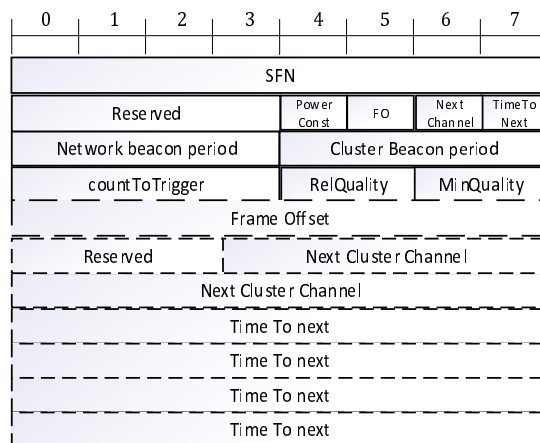 0 1 2 3 4 5 6 7
SFN
Reserved Power Const FO Next Channel TimeTo Next
Network beacon period Cluster Beacon period
countToTrigger RelQuality MinQuality
Frame Offset
Reserved Next Cluster Channel
Next Cluster Channel
Time To next
Time To next
Time To next
Time To next